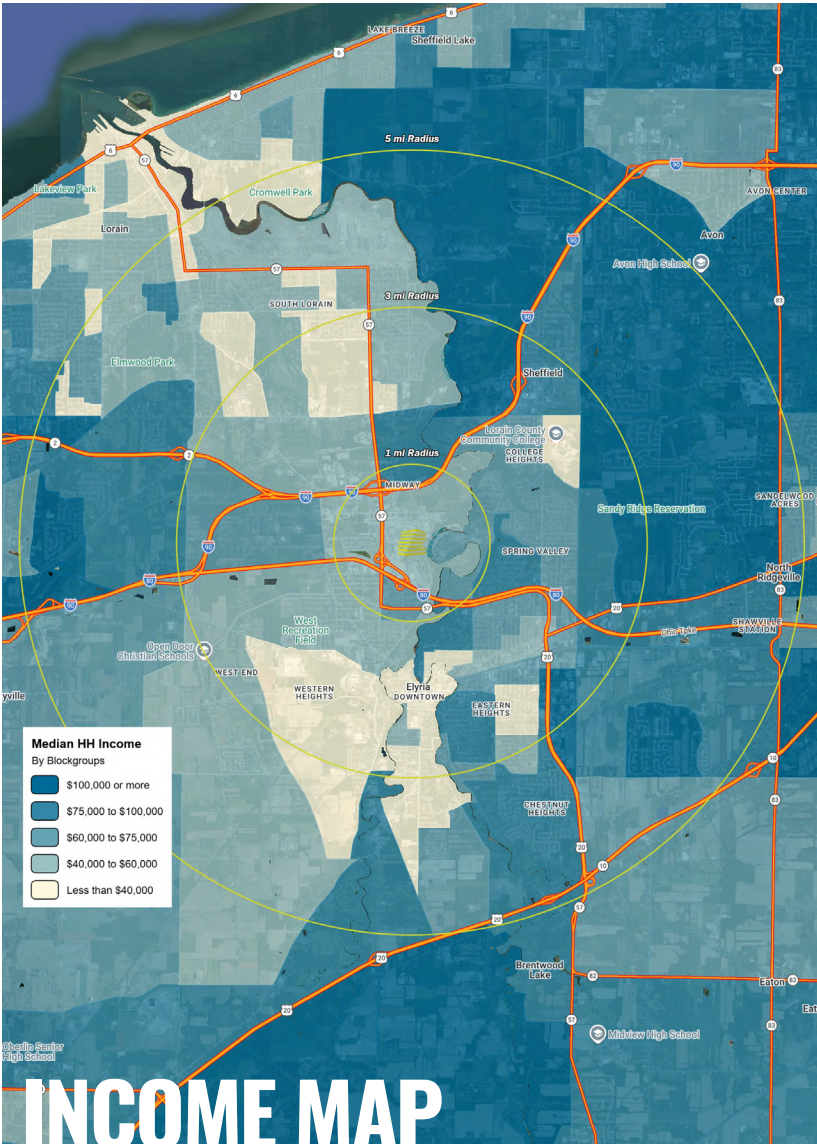 6
LAKE BREEZE
Sheffield Lake
6
83
6
5 mi Radius
6
57
90
Lakeview Park
Cromwell Park
AVON CENTER
Lorain
Avon
90
Avon High School
57
3 mi Radius
83
SOUTH LORAIN
90
57
Elmwood Park
Sheffield
Lorain County
Community College
2
COLLEGE
HEIGHTS
2
1 mi Radius
MIDWAY
90
90
SANDELWOOD
ACRES
57
Sandy Ridge Reservation
90
SPRING VALLEY
80
North
Ridgeville
83
90
80
80
57
20
West
Recreation
Field
SHAWVILLE
STATION
Ohio Tpke
Open Door
Christian Schools
20
WEST END
yville
WESTERN
HEIGHTS
Elyria
DOWNTOWN
EASTERN
HEIGHTS
Median HH Income
By Blockgroups
$100,000 or more
$75,000 to $100,000
$60,000 to $75,000
$40,000 to $60,000
Less than $40,000
10
83
CHESTNUT
HEIGHTS
20
10
57
20
20
Brentwood
Lake
82
Eaton
82
20
Eat
57
83
Midview High School
Oberlin Senior
High School
INCOME MAP